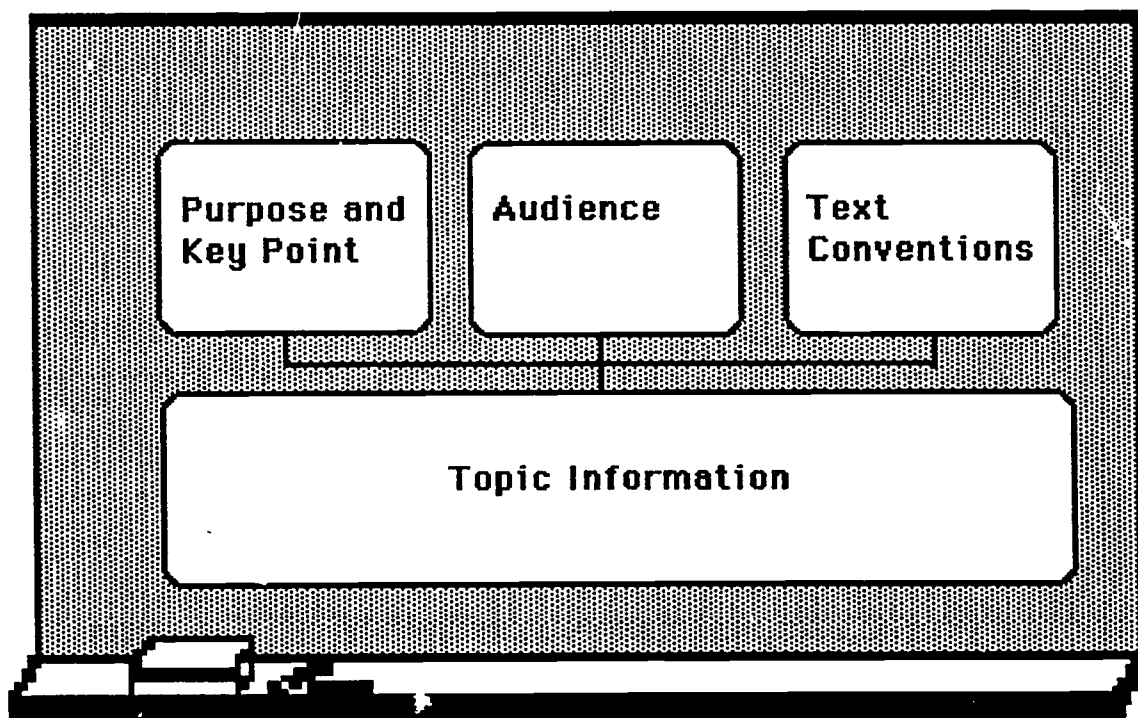 Purpose and
Key Point
Audience
Text
Conventions
Topic Information